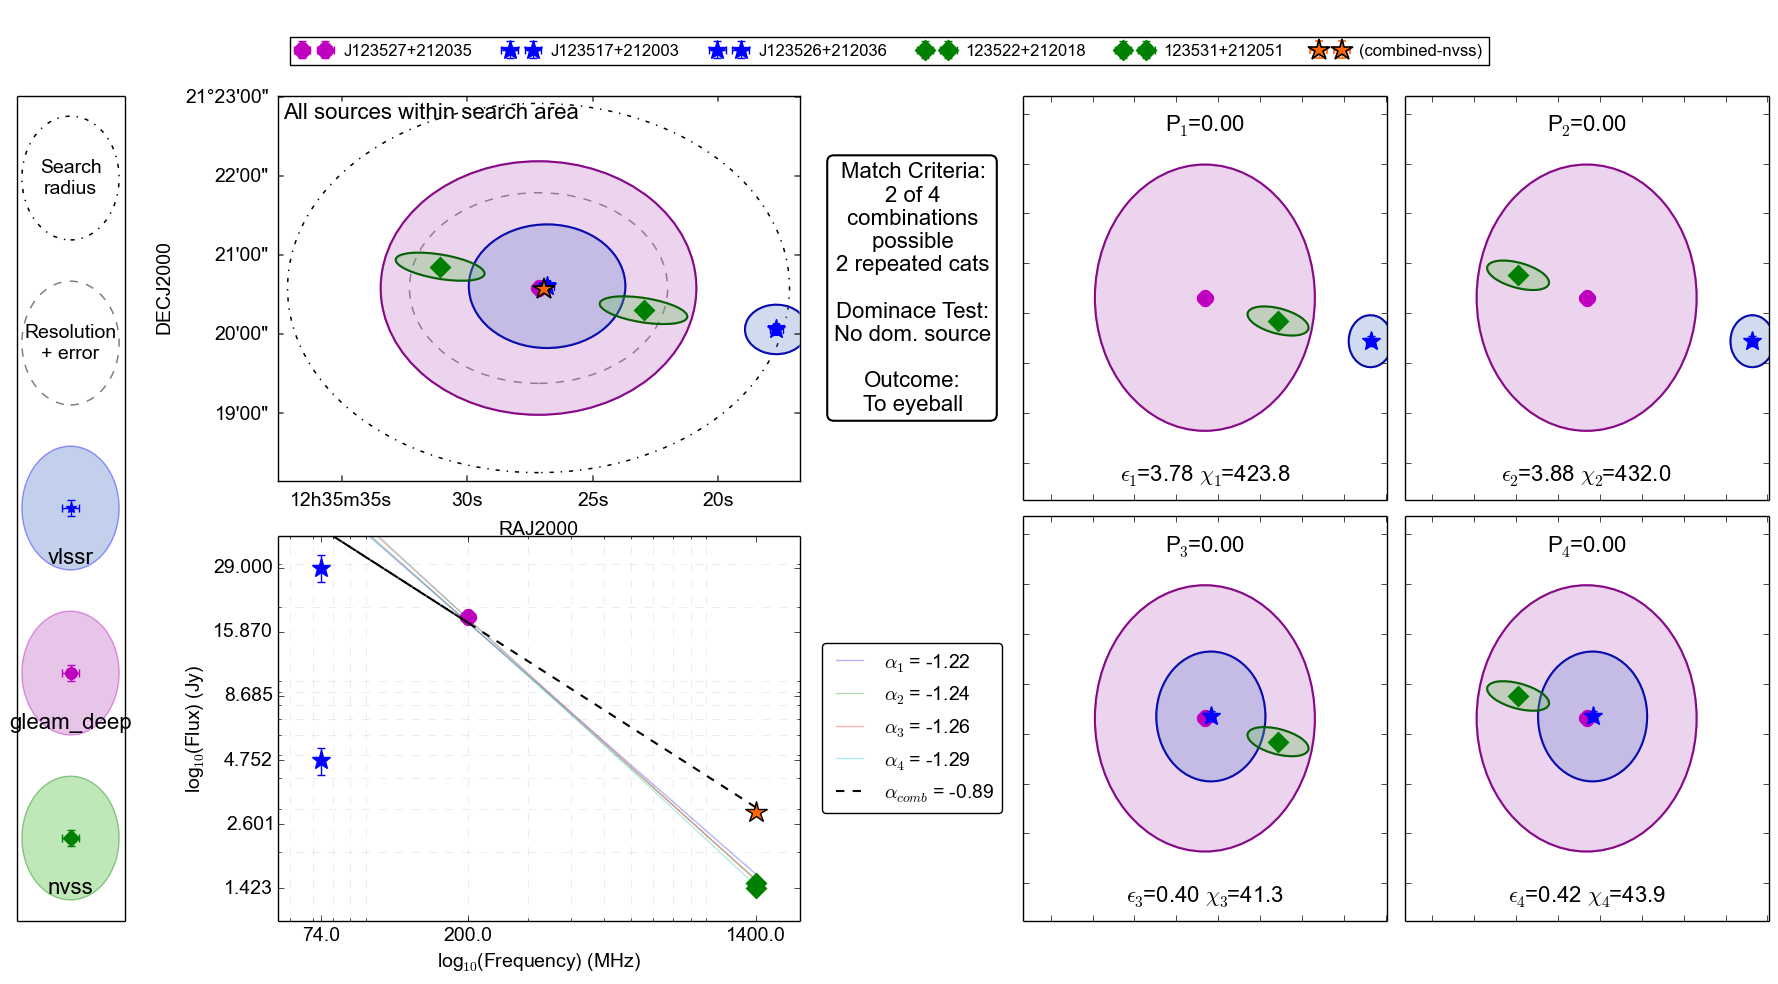 J123527+212035 J123517+212003 J123526+212036 123522+212018 123531+212051 (combined-nvss)
Search
radius
Resolution
+ error
vlssr
gleam_deep
nvss
All sources within search area
21°23'00"
22'00"
21'00"
20'00"
19'00"
DECJ2000
12h35m35s 30s 25s 20s
RAJ2000
Match Criteria:
2 of 4
combinations
possible
2 repeated cats
Dominace Test:
No dom. source
Outcome:
To eyeball
P1=0.00
ϵ1=3.78 χ1=423.8
P2=0.00
ϵ2=3.88 χ2=432.0
29.000
15.870
8.685
4.752
2.601
1.423
log10(Flux) (Jy)
74.0 200.0 1400.0
log10(Frequency) (MHz)
α1 = -1.22
α2 = -1.24
α3 = -1.26
α4 = -1.29
αcomb = -0.89
P3=0.00
ϵ3=0.40 χ3=41.3
P4=0.00
ϵ4=0.42 χ4=43.9